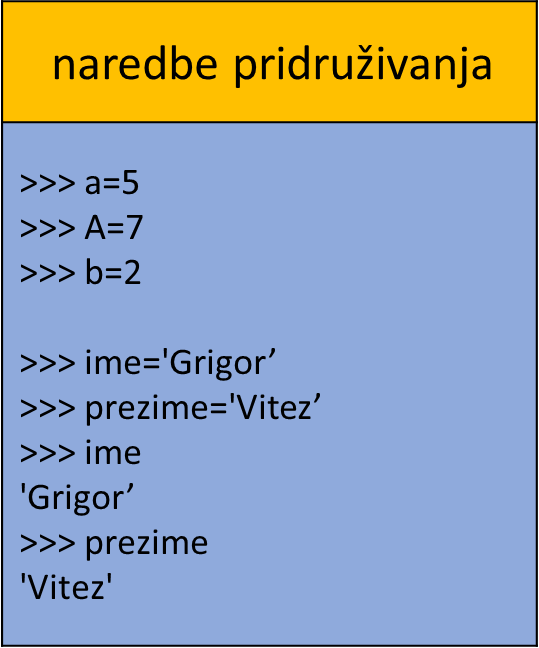 naredbe pridruživanja
>>> a=5
>>> A=7
>>> b=2
>>> ime='Grigor’
>>> prezime='Vitez’
>>> ime
'Grigor’
>>> prezime
'Vitez'